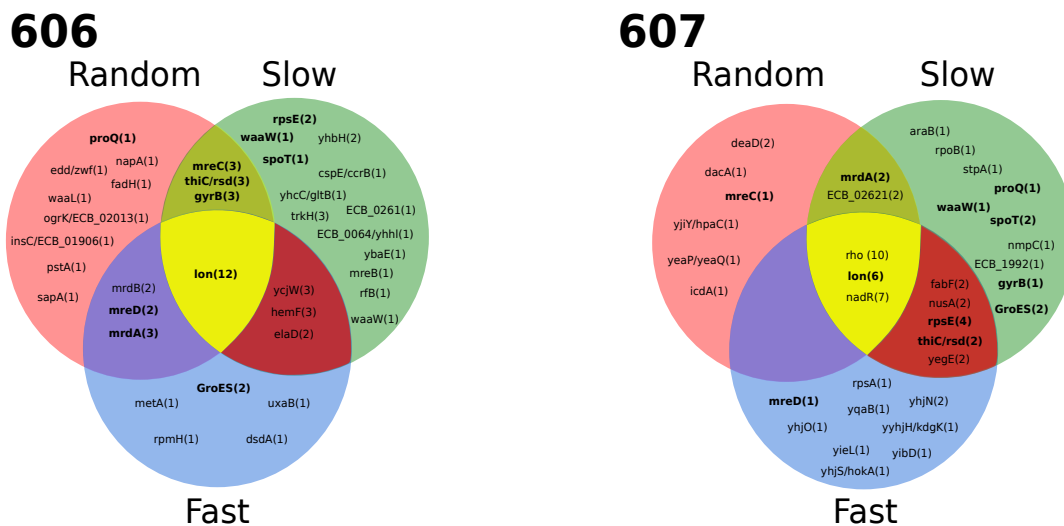 606
Random
Slow
proQ(1)
napA(1)
edd/zwf(1)
fadH(1)
waaL(1)
ogrK/ECB_02013(1)
insC/ECB_01906(1)
pstA(1)
sapA(1)
mreC(3)
thiC/rsd(3)
gyrB(3)
rpsE(2)
waaW(1)
yhbH(2)
spoT(1)
cspE/ccrB(1)
yhcC/gltB(1)
ECB_0261(1)
trkH(3)
ECB_0064/yhhI(1)
ybaE(1)
mreB(1)
rfB(1)
waaW(1)
lon(12)
mrdB(2)
mreD(2)
mrdA(3)
ycjW(3)
hemF(3)
elaD(2)
GroES(2)
metA(1)
uxaB(1)
rpmH(1)
dsdA(1)
Fast
607
Random
Slow
deaD(2)
dacA(1)
mreC(1)
yjiY/hpaC(1)
yeaP/yeaQ(1)
icdA(1)
mrdA(2)
ECB_02621(2)
araB(1)
rpoB(1)
stpA(1)
proQ(1)
waaW(1)
spoT(2)
nmpC(1)
ECB_1992(1)
gyrB(1)
GroES(2)
rho (10)
lon(6)
nadR(7)
fabF(2)
nusA(2)
rpsE(4)
thiC/rsd(2)
yegE(2)
rpsA(1)
mreD(1)
yqaB(1)
yhjN(2)
yhjO(1)
yyhjH/kdgK(1)
yieL(1)
yibD(1)
yhjS/hokA(1)
Fast